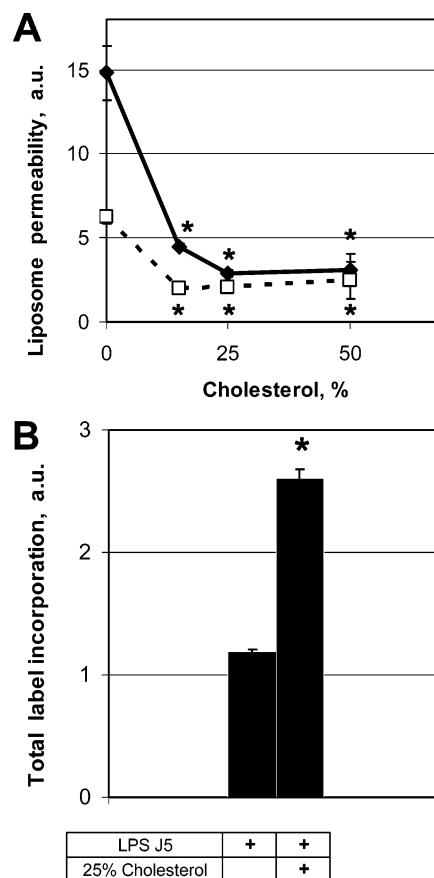 A
Liposome permeability, a.u.
15
10
5
0
* *
*
* * *
0 25 50
Cholesterol, %
B
*
Total label incorporation, a.u.
3
2
1
0
LPS J5 + +
25% Cholesterol +